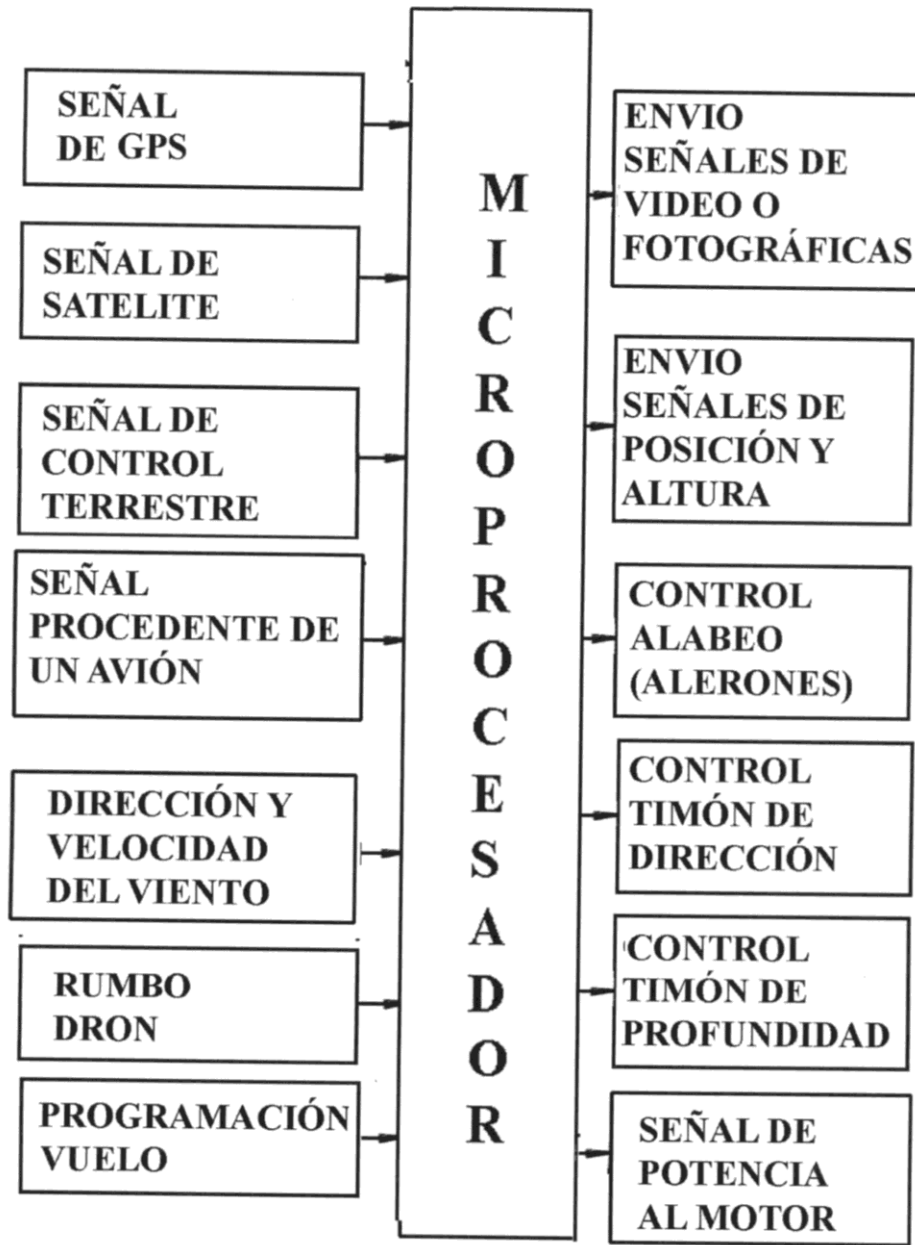 SEÑAL
DE GPS
SEÑAL DE
SATELITE
SEÑAL DE
CONTROL
TERRESTRE
SEÑAL
PROCEDENTE DE
UN AVIÓN
DIRECCIÓN Y
VELOCIDAD
DEL VIENTO
RUMBO
DRON
PROGRAMACIÓN
VUELO
MICROPROCESADOR
ENVIO
SEÑALES DE
VIDEO O
FOTOGRÁFICAS
ENVIO
SEÑALES DE
POSICIÓN Y
ALTURA
CONTROL
ALABEO
(ALERONES)
CONTROL
TIMÓN DE
DIRECCIÓN
CONTROL
TIMÓN DE
PROFUNDIDAD
SEÑAL DE
POTENCIA
AL MOTOR